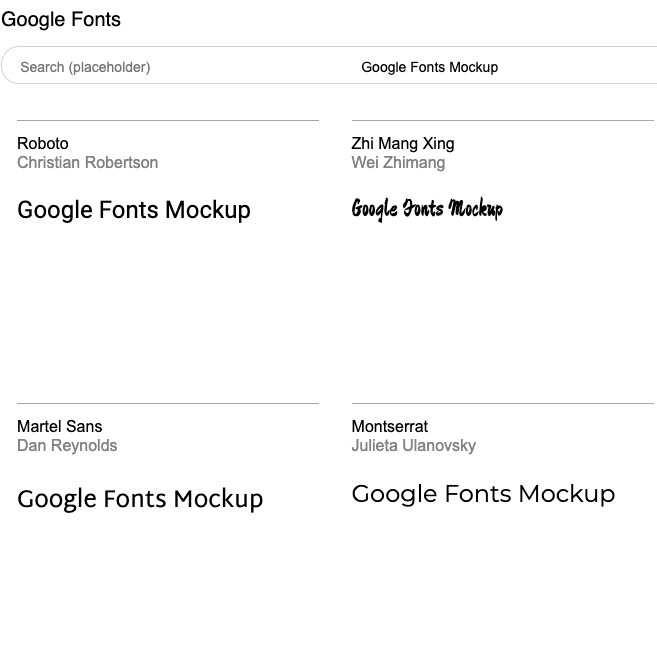 Google Fonts
Search (placeholder) Google Fonts Mockup
Roboto
Christian Robertson
Google Fonts Mockup
Zhi Mang Xing
Wei Zhimang
Google Fonts Mockup
Martel Sans
Dan Reynolds
Google Fonts Mockup
Montserrat
Julieta Ulanovsky
Google Fonts Mockup